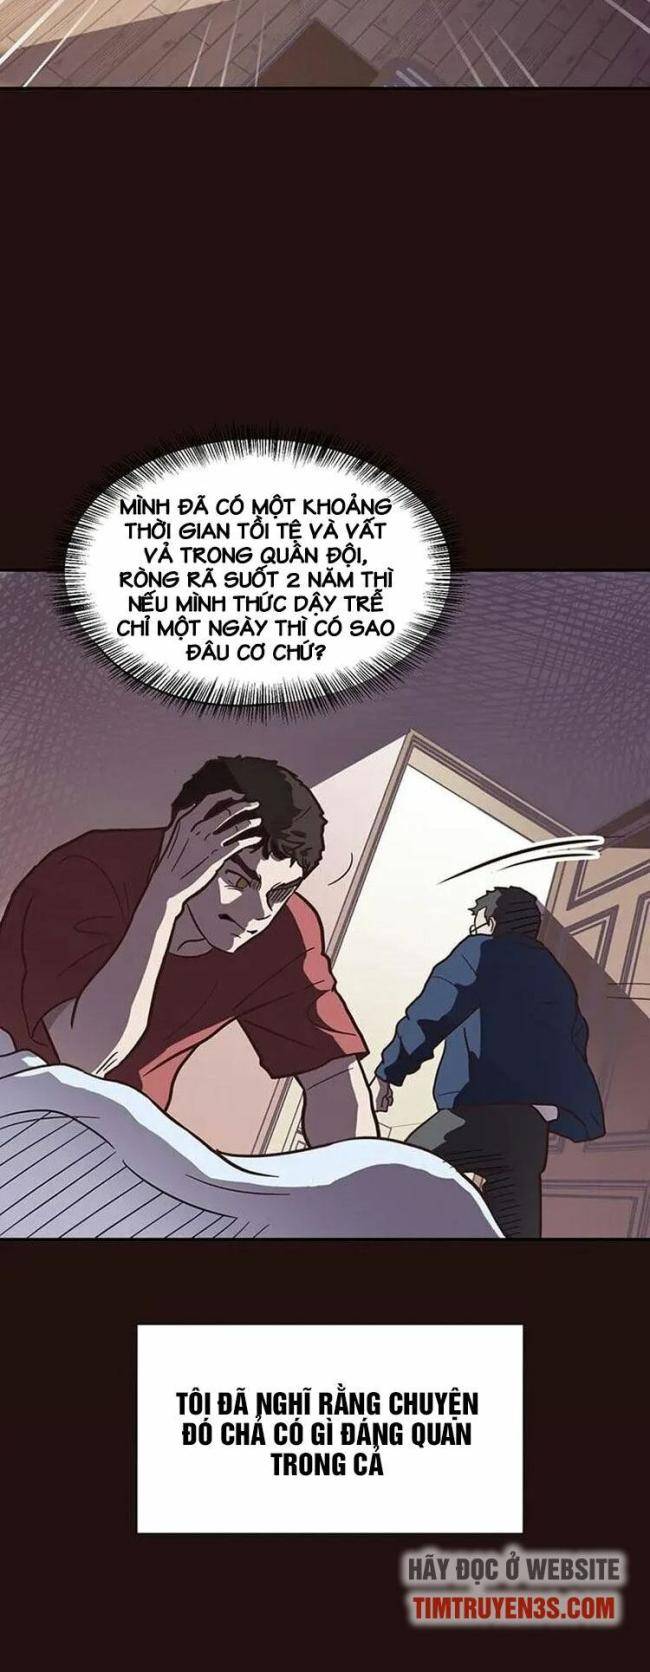 MÌNH ĐÃ CÓ MỘT KHOẢNG
THỜI GIAN TỒI TỆ VÀ VẤT
VẢ TRONG QUÂN ĐỘI,
RÒNG RÃ SUỐT 2 NĂM THÌ
NẾU MÌNH THỨC DẬY TRỄ
CHỈ MỘT NGÀY THÌ CÓ SAO
ĐÂU CƠ CHỨ?
TÔI ĐÃ NGHĨ RẰNG CHUYỆN
ĐÓ CHẢ CÓ GÌ ĐÁNG QUAN
TRONG CẢ
HÃY ĐỌC Ở WEBSITE
TIMTRUYEN3S.COM